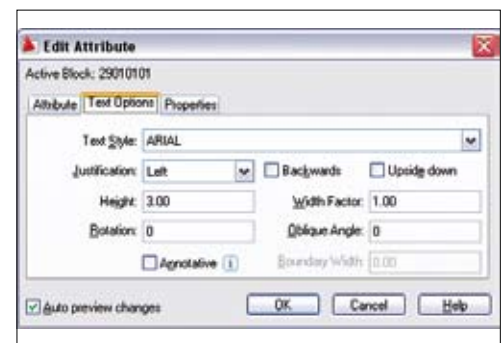 Edit Attribute
Active Block: 29010101
Attribute Text Options Properties
Text Style: ARIAL
Justification: Left Backwards Upside down
Height: 3.00 Width Factor: 1.00
Rotation: 0 Oblique Angle: 0
Annotative Boundary Width: 0.00
Auto preview changes OK Cancel Help